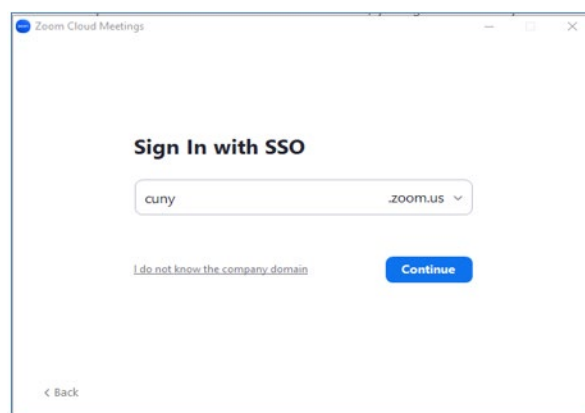 Zoom Cloud Meetings
Sign In with SSO
cuny .zoom.us
I do not know the company domain
Continue
< Back